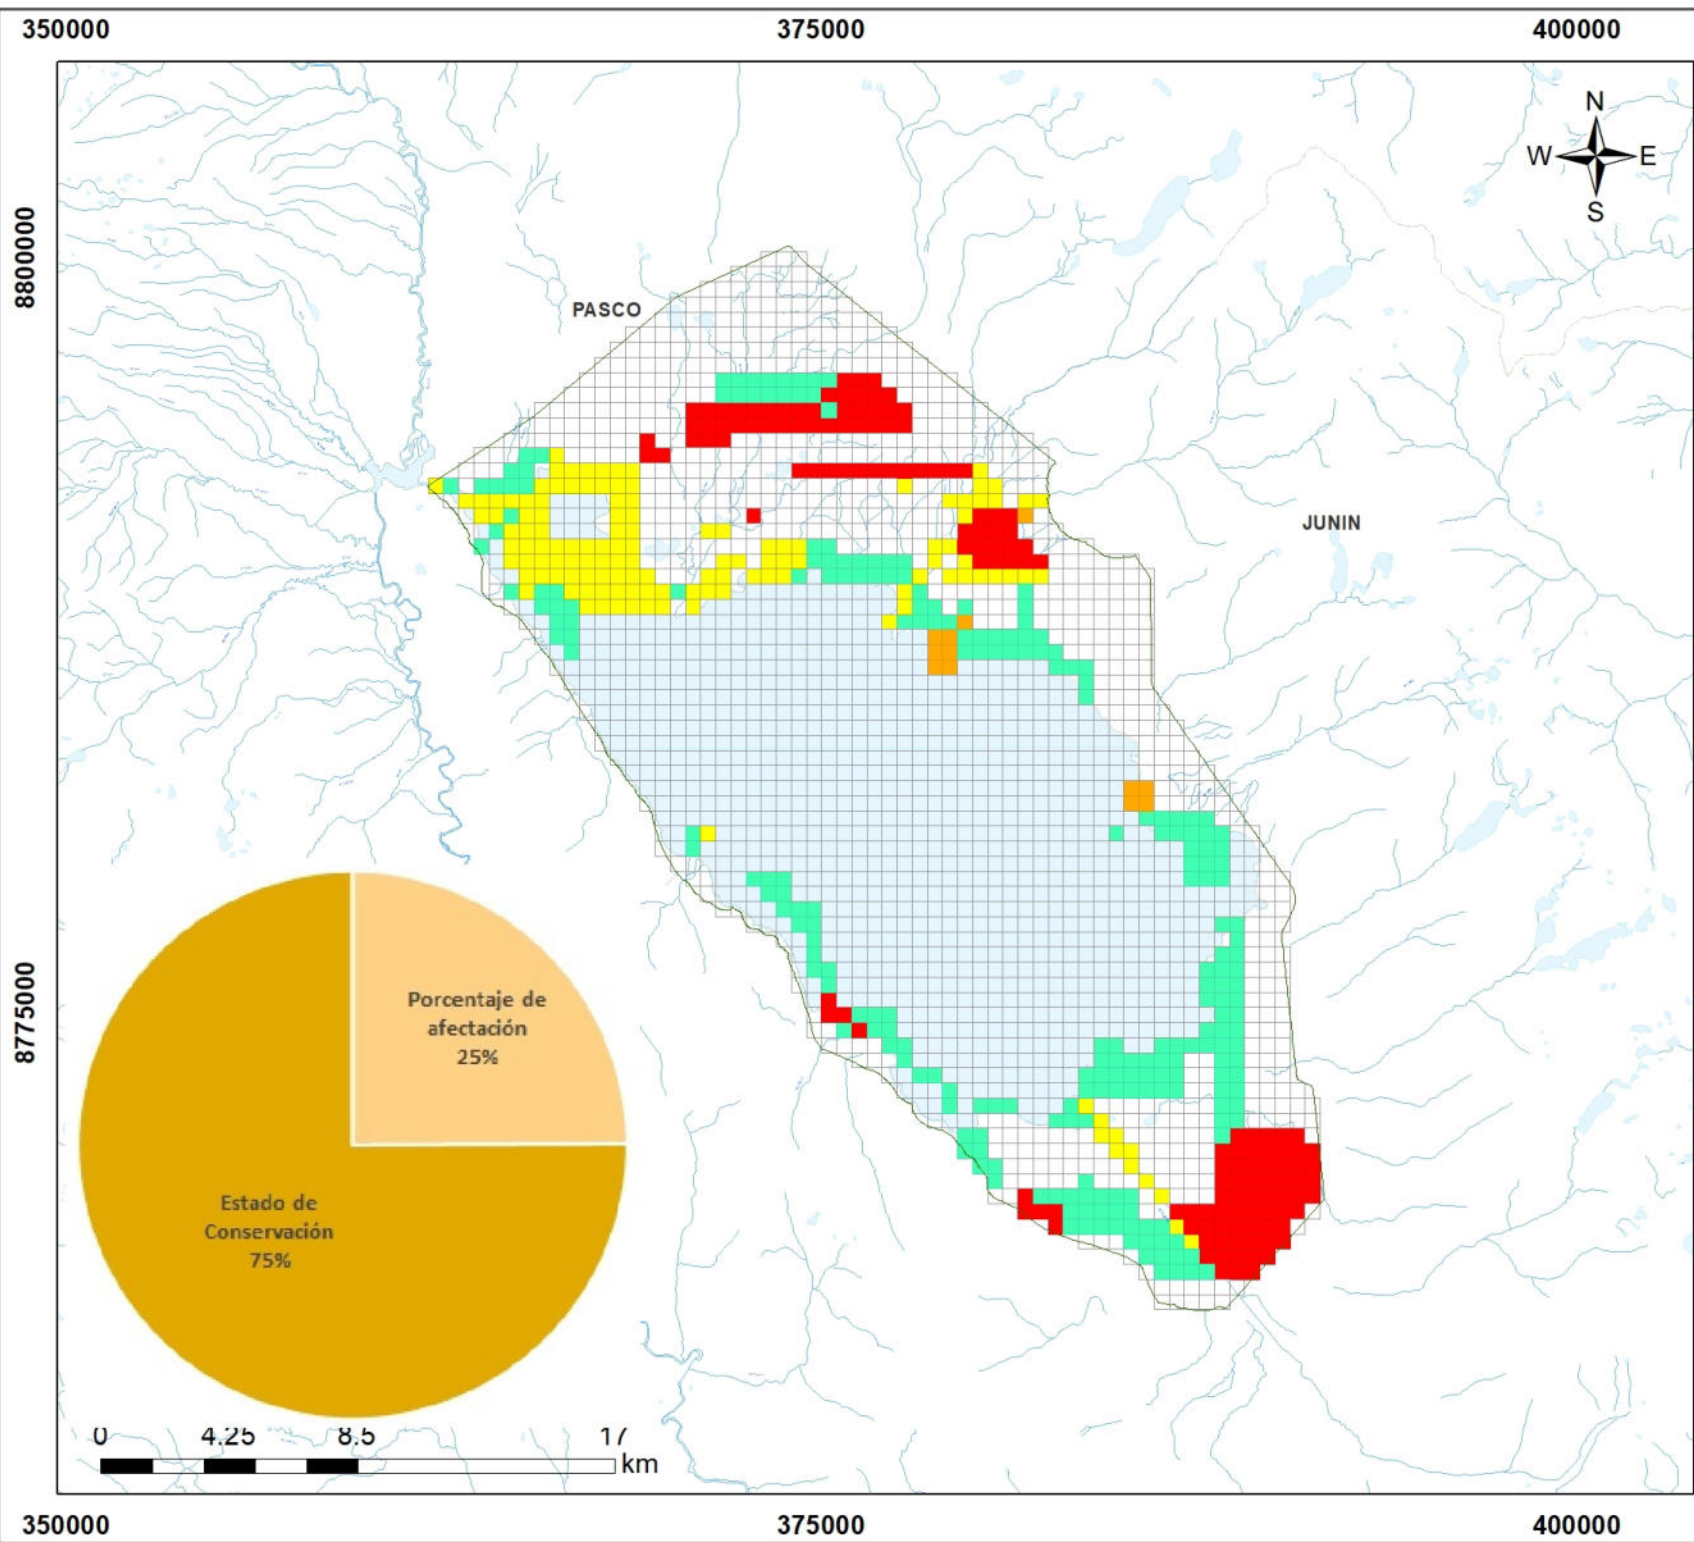 350000
375000
400000
N
W
E
S
8800000
PASCO
JUNIN
8775000
Porcentaje de
afectación
25%
Estado de
Conservación
75%
0
4.25
8.5
17
km
350000
375000
400000